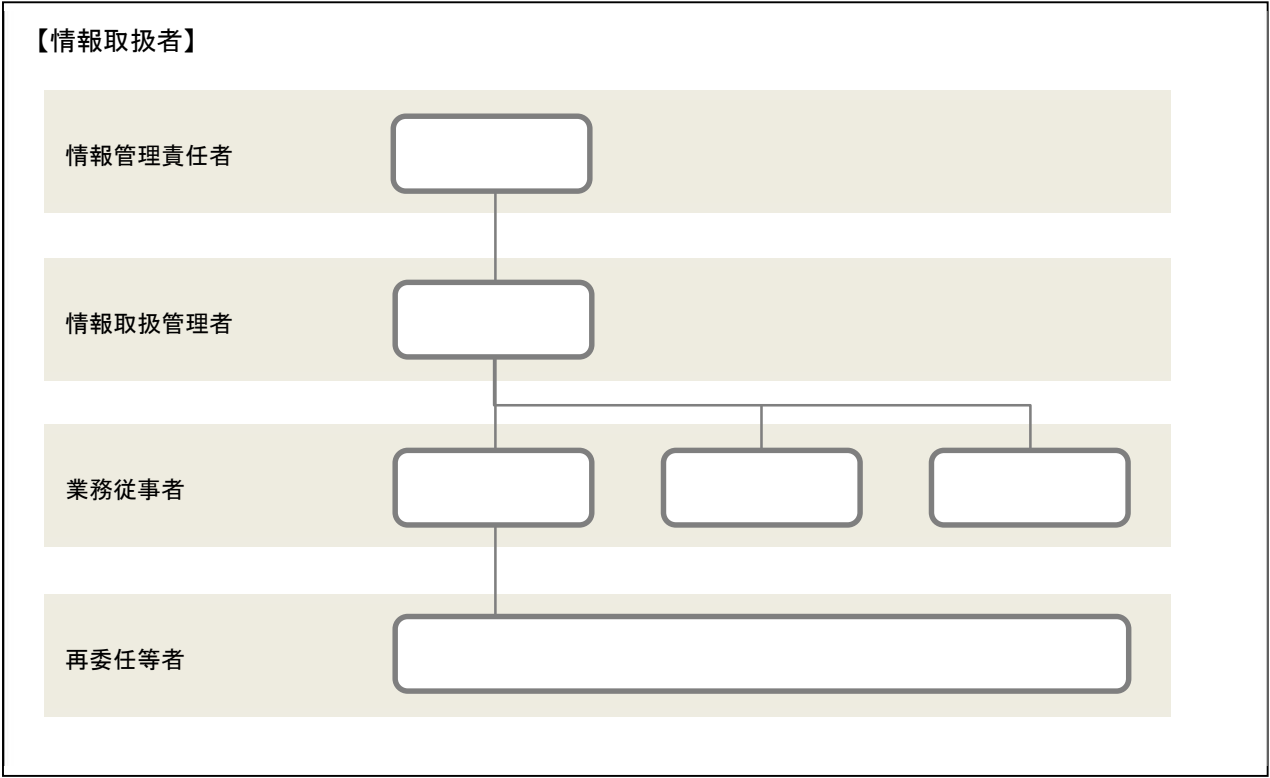 【情報取扱者】
情報管理責任者
情報取扱管理者
業務従事者
再委任等者